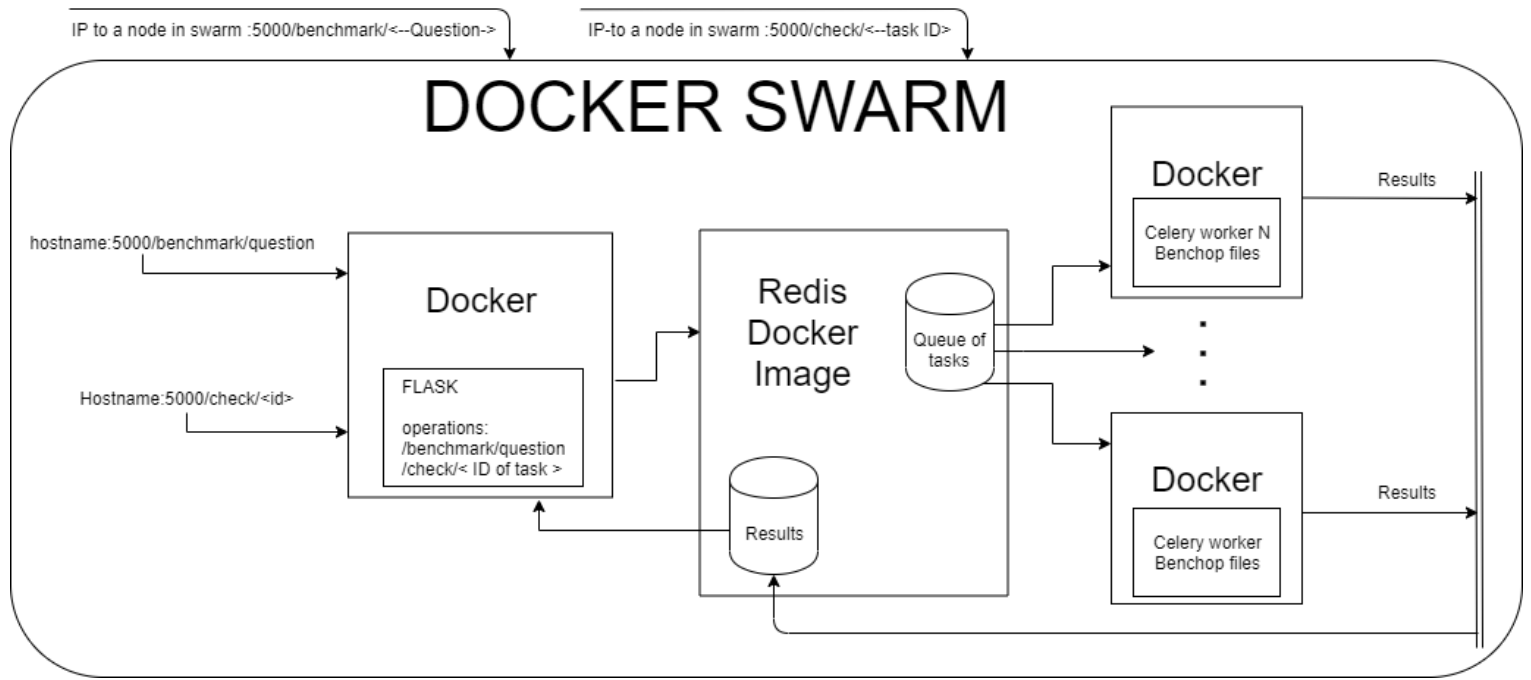 IP to a node in swarm :5000/benchmark/<--Question->
IP-to a node in swarm :5000/check/<--task ID>
DOCKER SWARM
hostname:5000/benchmark/question
Hostname:5000/check/<id>
Docker
FLASK
operations:
/benchmark/question
/check/< ID of task >
Redis
Docker
Image
Queue of
tasks
Results
Docker
Celery worker N
Benchop files
Results
Docker
Celery worker
Benchop files
Results